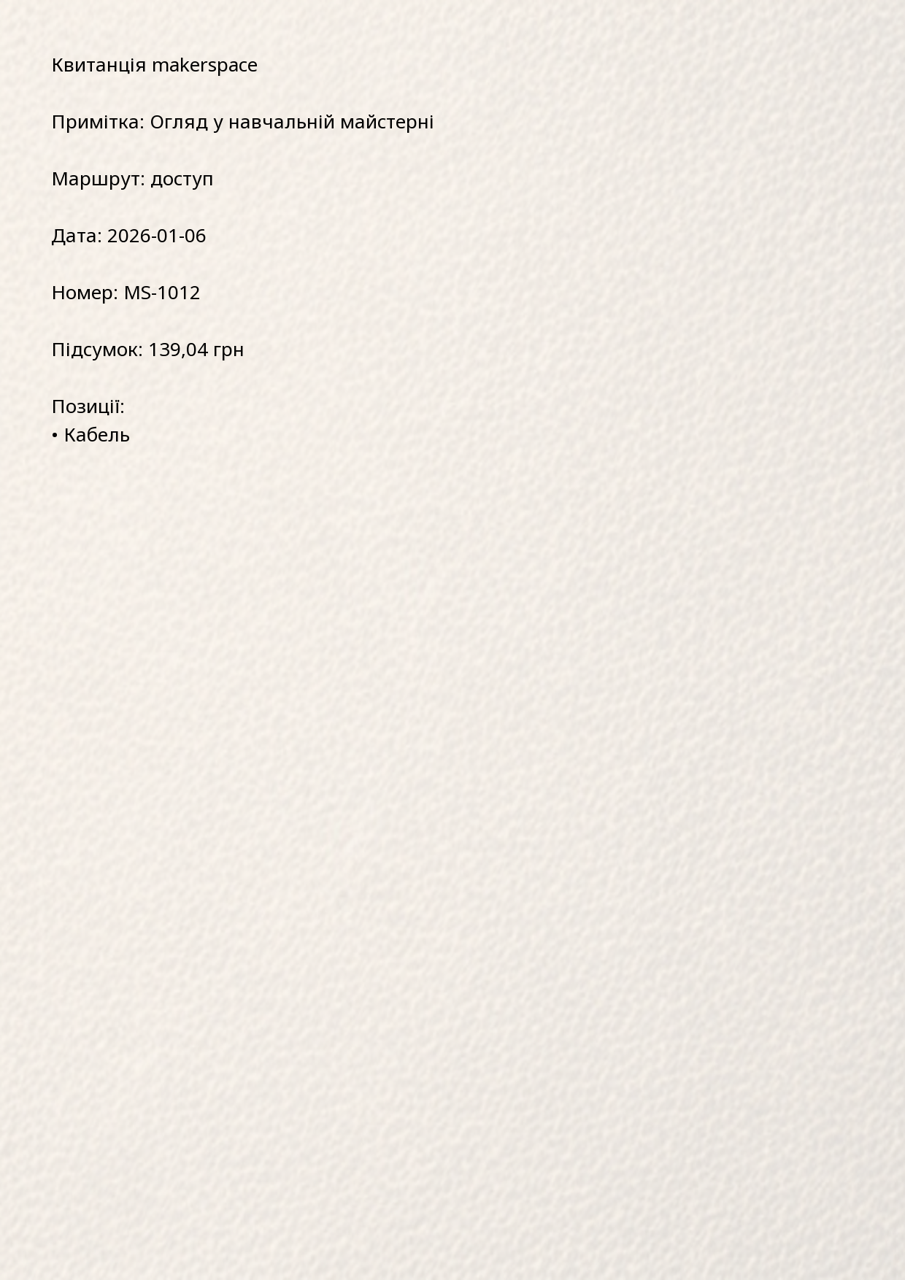 Квитанція makerspace
Примітка: Огляд у навчальній майстерні
Маршрут: доступ
Дата: 2026-01-06
Номер: MS-1012
Підсумок: 139,04 грн
Позиції:
• Кабель